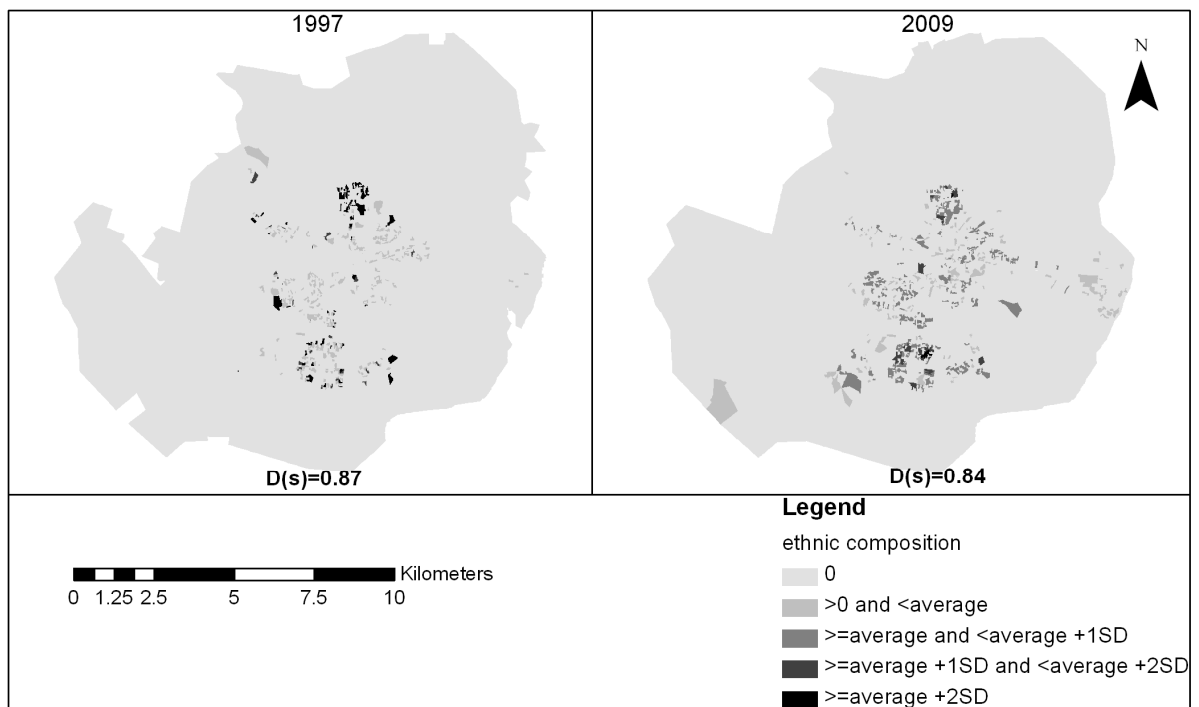 1997
2009
N
D(s)=0.87
D(s)=0.84
Legend
ethnic composition
0
>0 and <average
>=average and <average +1SD
>=average +1SD and <average +2SD
>=average +2SD
Kilometers
0 1.25 2.5 5 7.5 10